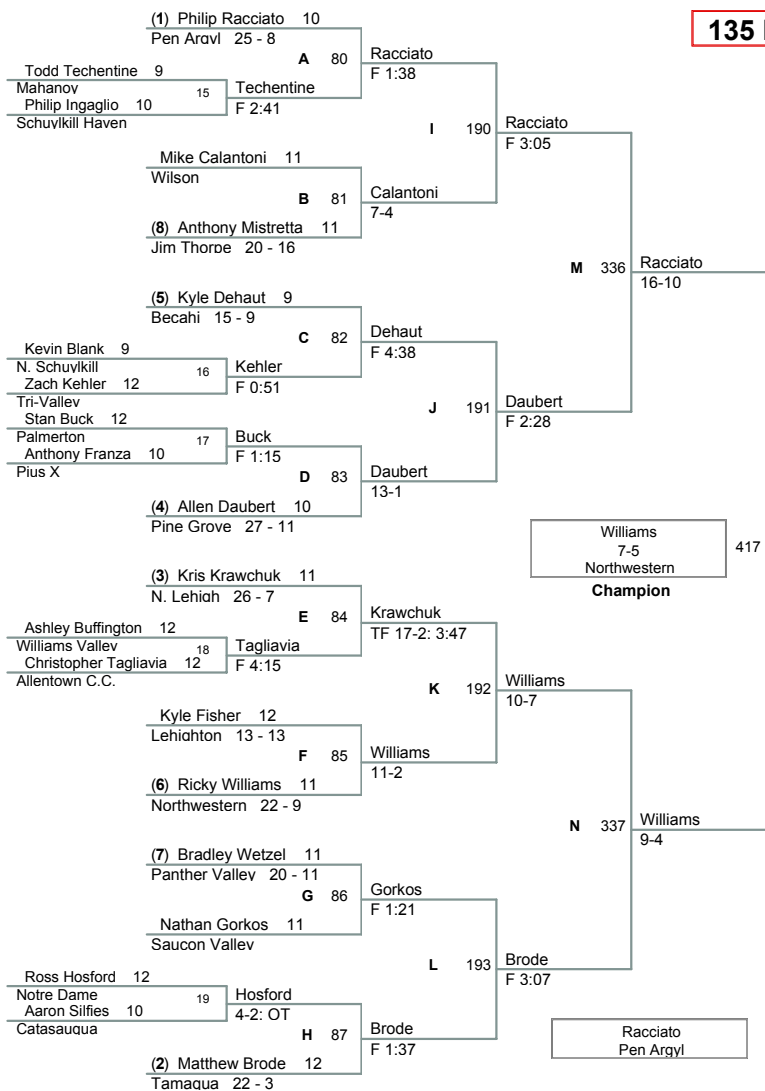 (1) Philip Racciato 10
Pen Argyl 25 - 8
135
A 80
Racciato
F 1:38
Todd Techentine 9
Mahanoy
15
Philip Ingaglio 10
Schuylkill Haven
Techentine
F 2:41
I 190
Racciato
F 3:05
Mike Calantoni 11
Wilson
B 81
Calantoni
7-4
(8) Anthony Mistretta 11
Jim Thorpe 20 - 16
M 336
Racciato
16-10
(5) Kyle Dehaut 9
Becahi 15 - 9
C 82
Dehaut
F 4:38
Kevin Blank 9
N. Schuylkill
16
Zach Kehler 12
Tri-Valley
Kehler
F 0:51
J 191
Daubert
F 2:28
Stan Buck 12
Palmerton
17
Anthony Franza 10
Pius X
Buck
F 1:15
D 83
Daubert
13-1
(4) Allen Daubert 10
Pine Grove 27 - 11
Williams
7-5
Northwestern
417
Champion
(3) Kris Krawchuk 11
N. Lehigh 26 - 7
E 84
Krawchuk
TF 17-2: 3:47
Ashley Buffington 12
Williams Valley
18
Christopher Tagliavia 12
Allentown C.C.
Tagliavia
F 4:15
K 192
Williams
10-7
Kyle Fisher 12
Lehighton 13 - 13
F 85
Williams
11-2
(6) Ricky Williams 11
Northwestern 22 - 9
N 337
Williams
9-4
(7) Bradley Wetzel 11
Panther Valley 20 - 11
G 86
Gorkos
F 1:21
Nathan Gorkos 11
Saucon Valley
L 193
Brode
F 3:07
Ross Hosford 12
Notre Dame
19
Aaron Silfies 10
Catasauqua
Hosford
4-2: OT
H 87
Brode
F 1:37
(2) Matthew Brode 12
Tamaqua 22 - 3
Racciato
Pen Argyl